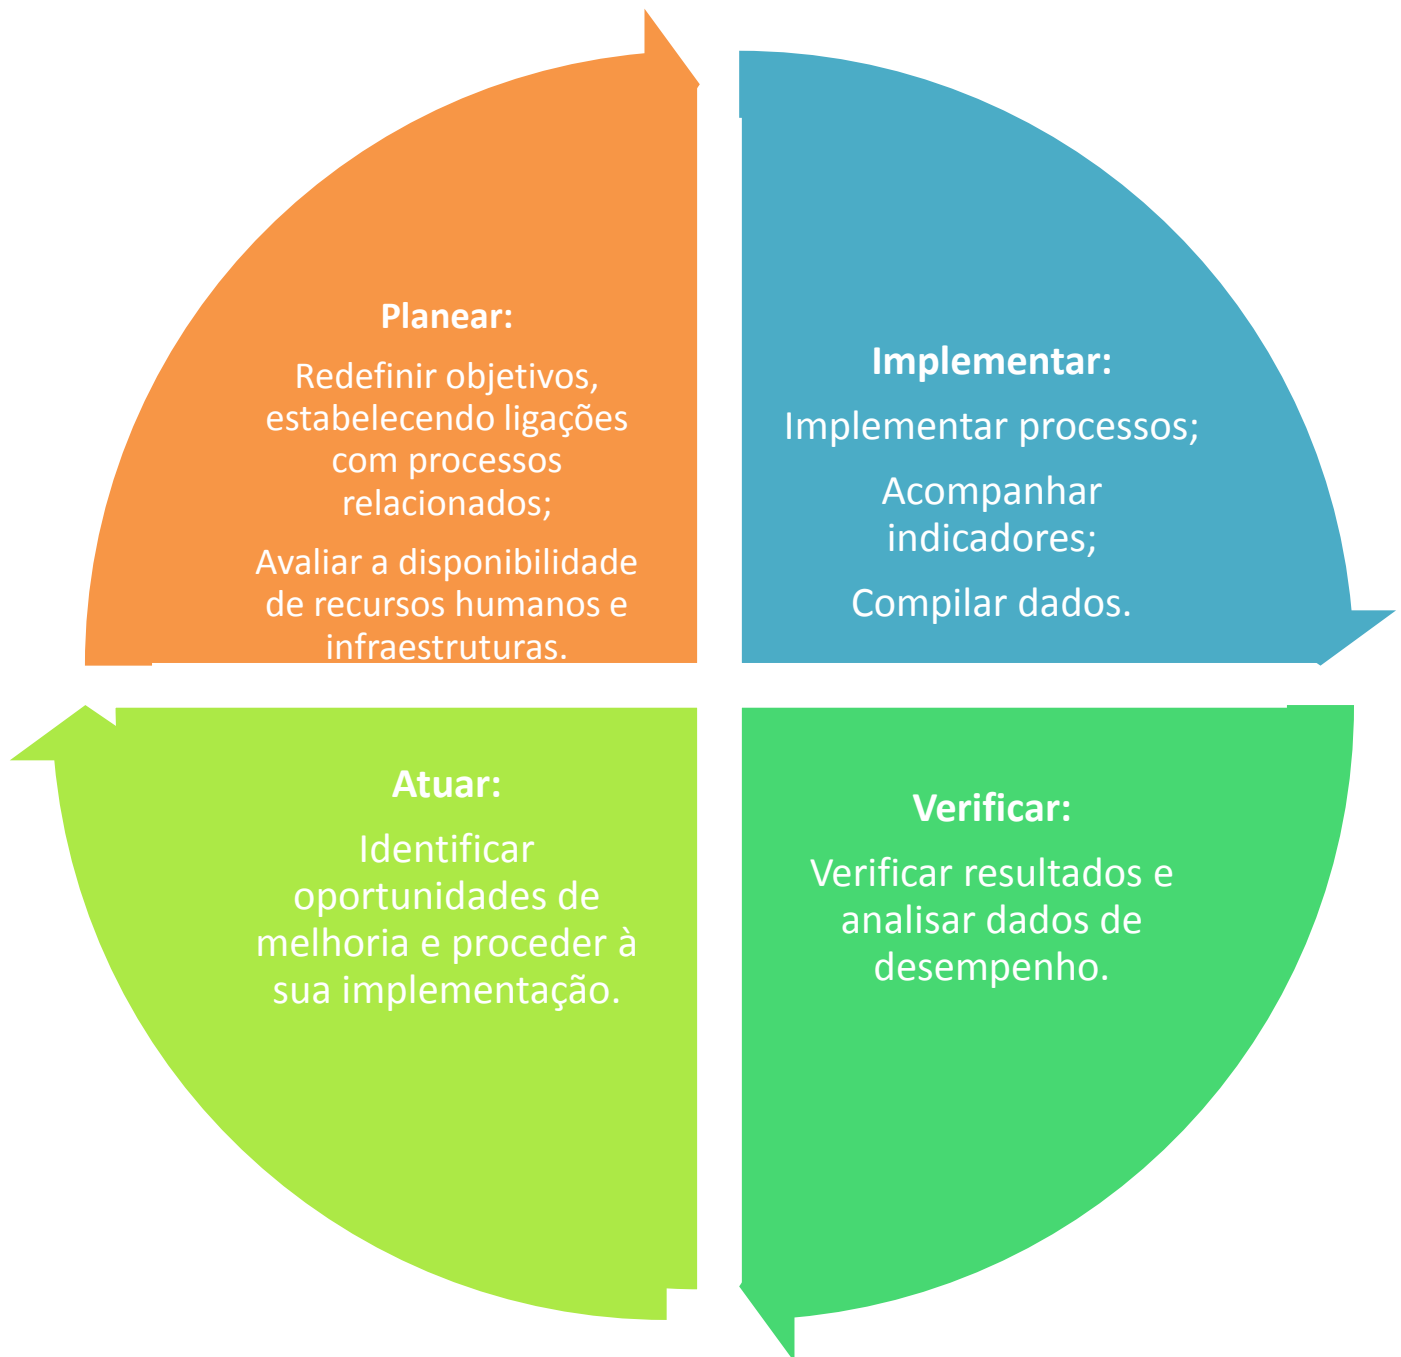 Planear:
Redefinir objetivos,
estabelecendo ligações
com processos
relacionados;
Avaliar a disponibilidade
de recursos humanos e
infraestruturas.
Implementar:
Implementar processos;
Acompanhar
indicadores;
Compilar dados.
Verificar:
Verificar resultados e
analisar dados de
desempenho.
Atuar:
Identificar
oportunidades de
melhoria e proceder à
sua implementação.